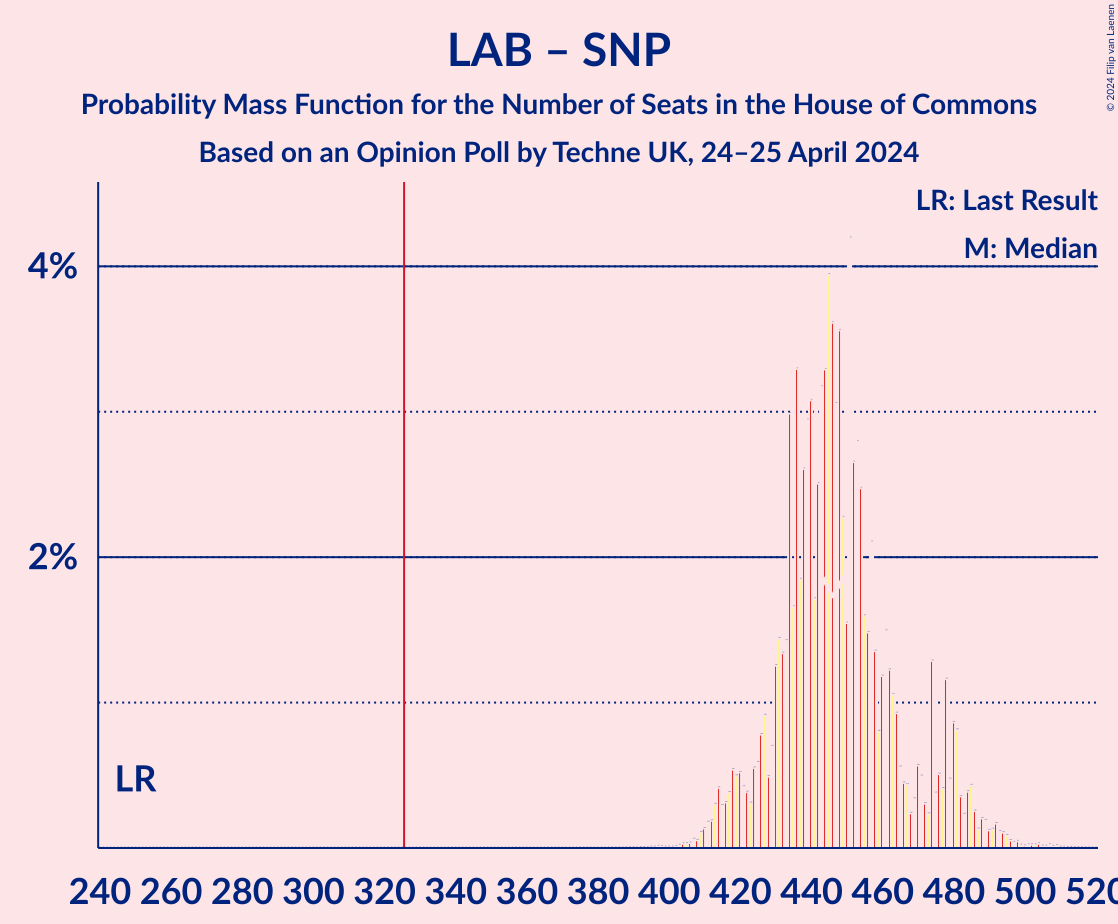 LAB – SNP
Probability Mass Function for the Number of Seats in the House of Commons
Based on an Opinion Poll by Techne UK, 24–25 April 2024
© 2024 Filip van Laenen
LR: Last Result
M: Median
4%
2%
LR
240 260 280 300 320 340 360 380 400 420 440 460 480 500 520